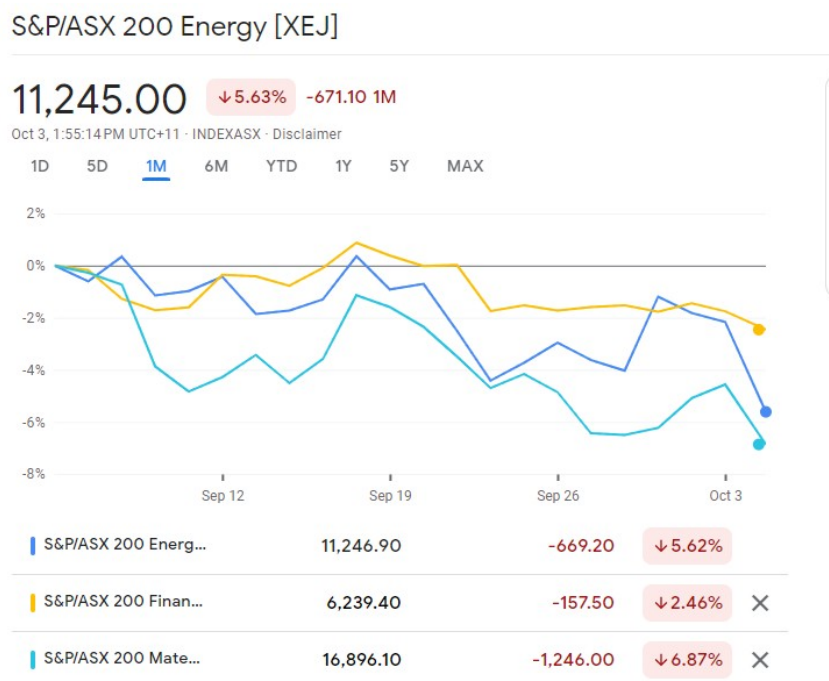 S&P/ASX 200 Energy [XEJ]
11,245.00 ↓5.63% -671.10 1M
Oct 3, 1:55:14 PM UTC+11 · INDEXASX · Disclaimer
1D 5D 1M 6M YTD 1Y 5Y MAX
2%
0%
-2%
-4%
-6%
-8%
Sep 12 Sep 19 Sep 26 Oct 3
S&P/ASX 200 Energ... 11,246.90 -669.20 ↓5.62%
S&P/ASX 200 Finan... 6,239.40 -157.50 ↓2.46%
S&P/ASX 200 Mate... 16,896.10 -1,246.00 ↓6.87%